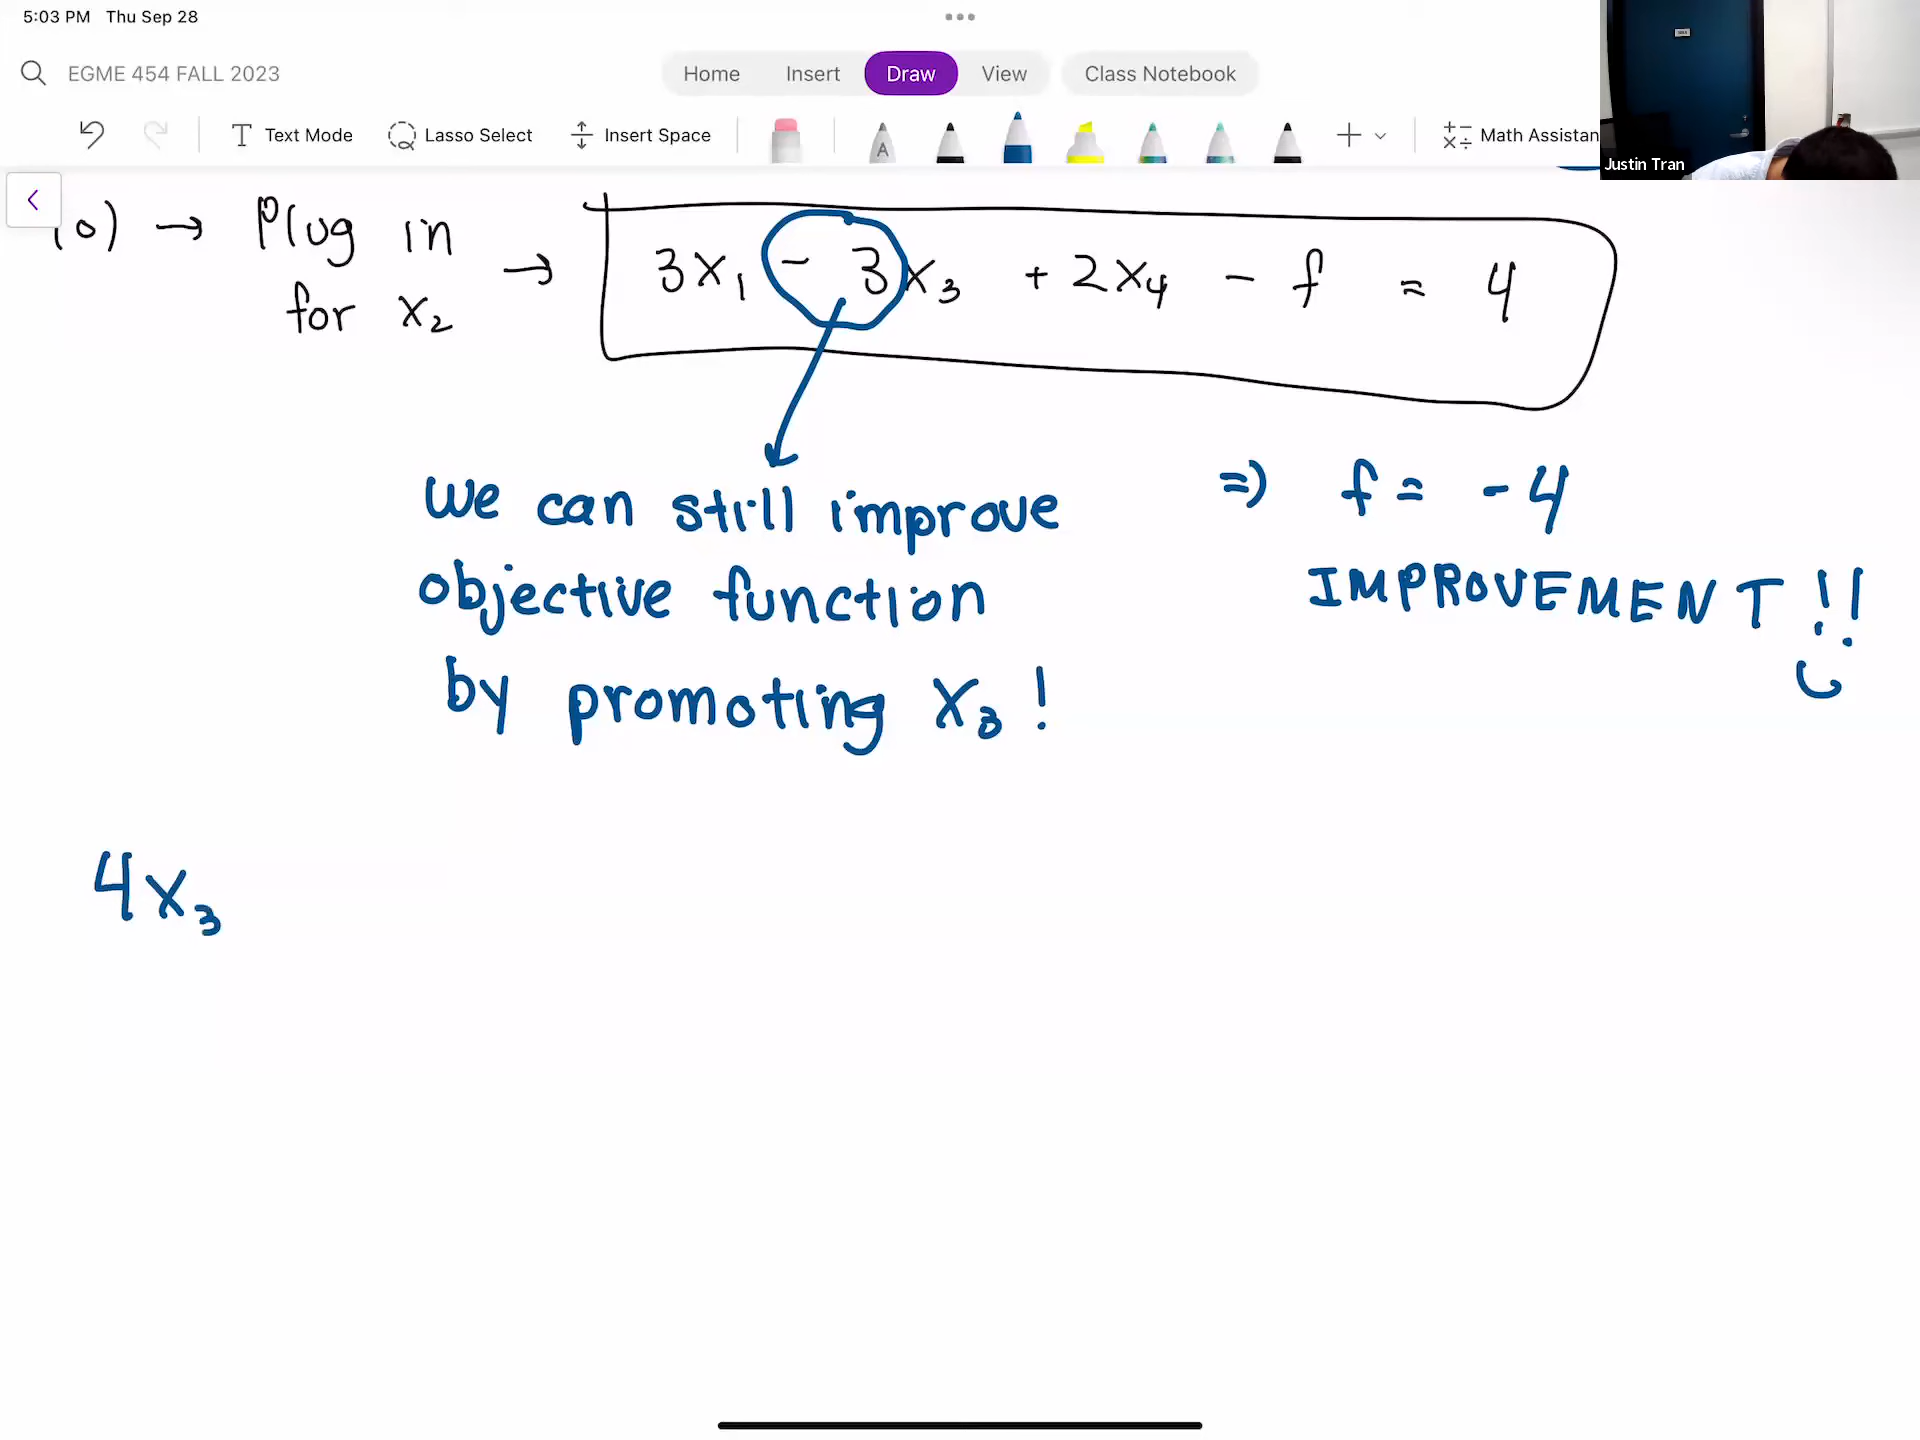 5:03 PM Thu Sep 28
EGME 454 FALL 2023
Home Insert Draw View Class Notebook
Text Mode Lasso Select Insert Space A Math Assistan
Justin Tran
(0) → Plug in for x₂ → 3x₁ - 3x₃ + 2x₄ - f = 4
we can still improve
objective function
by promoting x₃ !
⇒ f = -4
IMPROVEMENT !!
4x₃